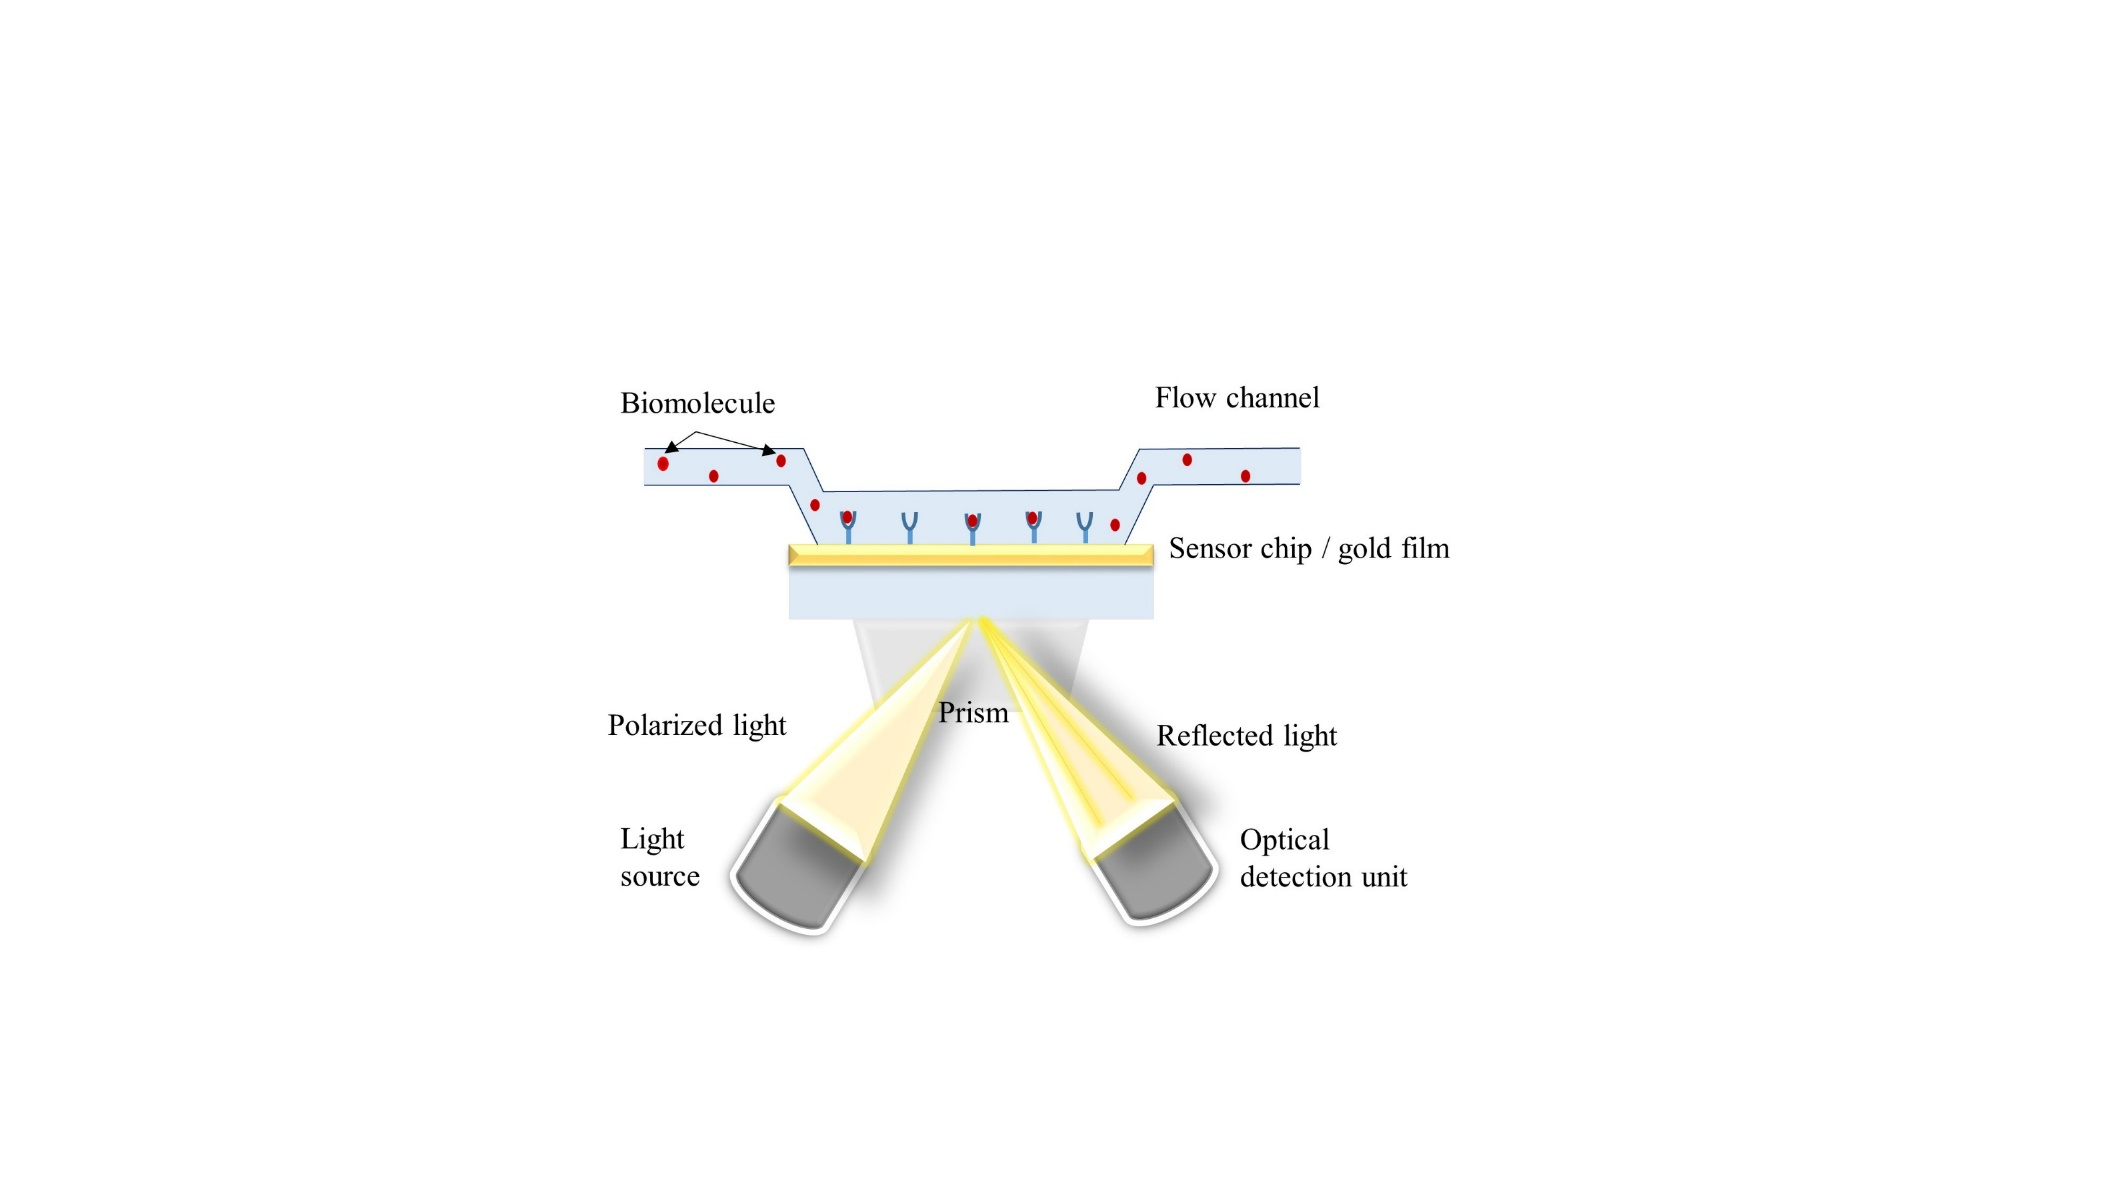 Biomolecule
Flow channel
Sensor chip / gold film
Prism
Polarized light
Reflected light
Light
source
Optical
detection unit